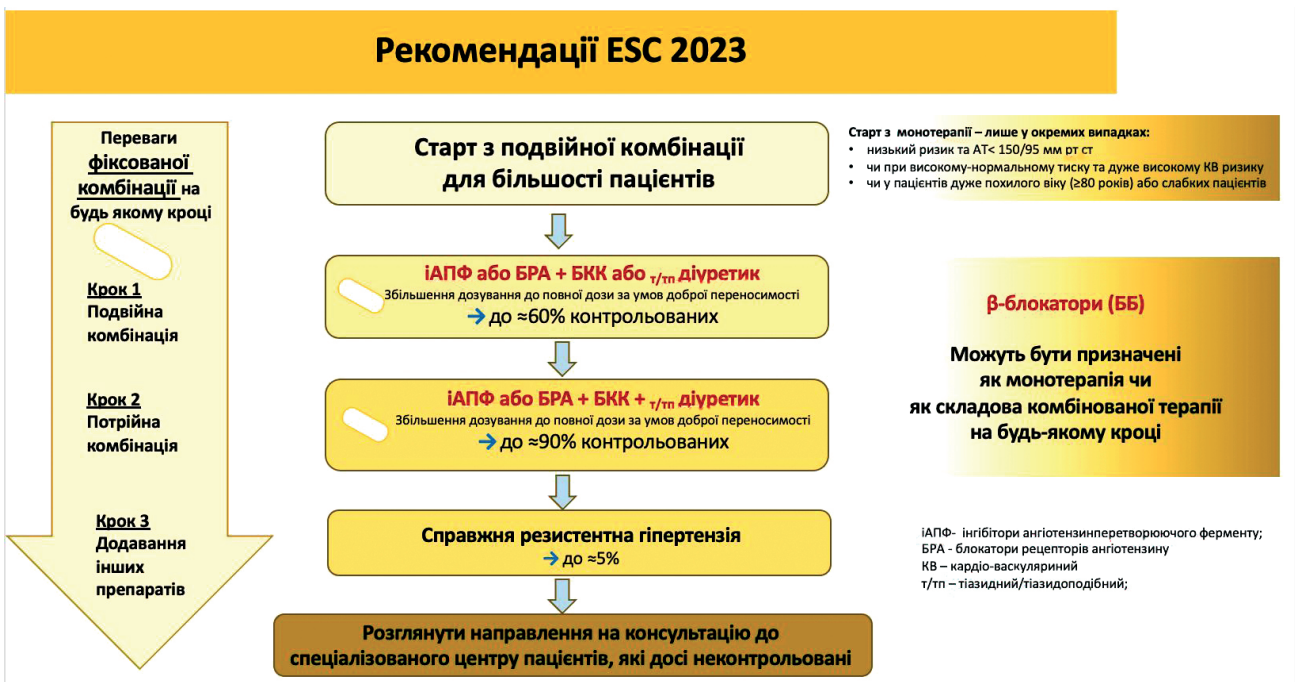 Рекомендації ESC 2023
Переваги
фіксованої
комбінації на
будь якому кроці
Крок 1
Подвійна
комбінація
Крок 2
Потрійна
комбінація
Крок 3
Додавання
інших
препаратів
Старт з подвійної комбінації
для більшості пацієнтів
іАПФ або БРА + БКК або т/тп діуретик
Збільшення дозування до повної дози за умов доброї переносимості
→ до ≈60% контрольованих
іАПФ або БРА + БКК + т/тп діуретик
Збільшення дозування до повної дози за умов доброї переносимості
→ до ≈90% контрольованих
Справжня резистентна гіпертензія
→ до ≈5%
Розглянути направлення на консультацію до
спеціалізованого центру пацієнтів, які досі неконтрольовані
Старт з монотерапії – лише у окремих випадках:
• низький ризик та АТ< 150/95 мм рт ст
• чи при високому-нормальному тиску та дуже високому КВ ризику
• чи у пацієнтів дуже похилого віку (≥80 років) або слабких пацієнтів
β-блокатори (ББ)
Можуть бути призначені
як монотерапія чи
як складова комбінованої терапії
на будь-якому кроці
іАПФ- інгібітори ангіотензинперетворюючого ферменту;
БРА - блокатори рецепторів ангіотензину
КВ – кардіо-васкуляриний
т/тп – тіазидний/тіазидоподібний;